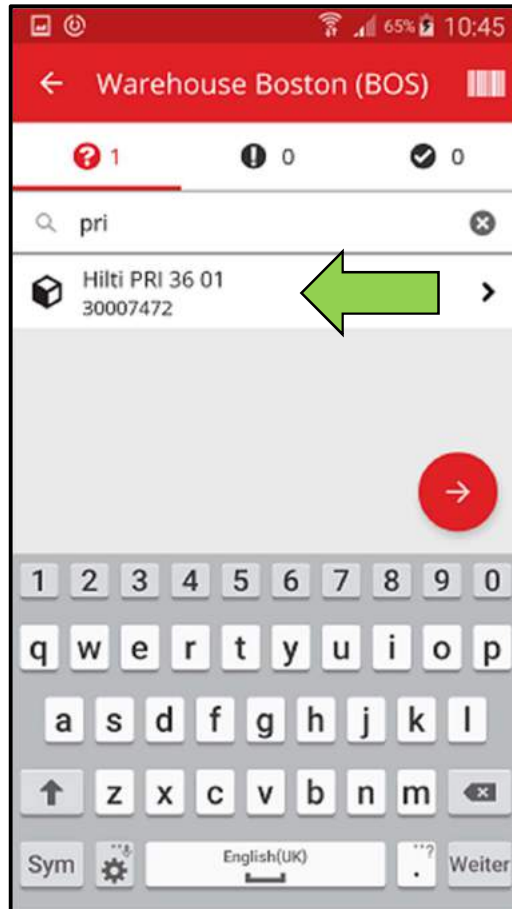 65% 10:45
Warehouse Boston (BOS)
1 0 0
pri
Hilti PRI 36 01
30007472
1 2 3 4 5 6 7 8 9 0
q w e r t y u i o p
a s d f g h j k l
z x c v b n m
Sym English(UK) . Weiter